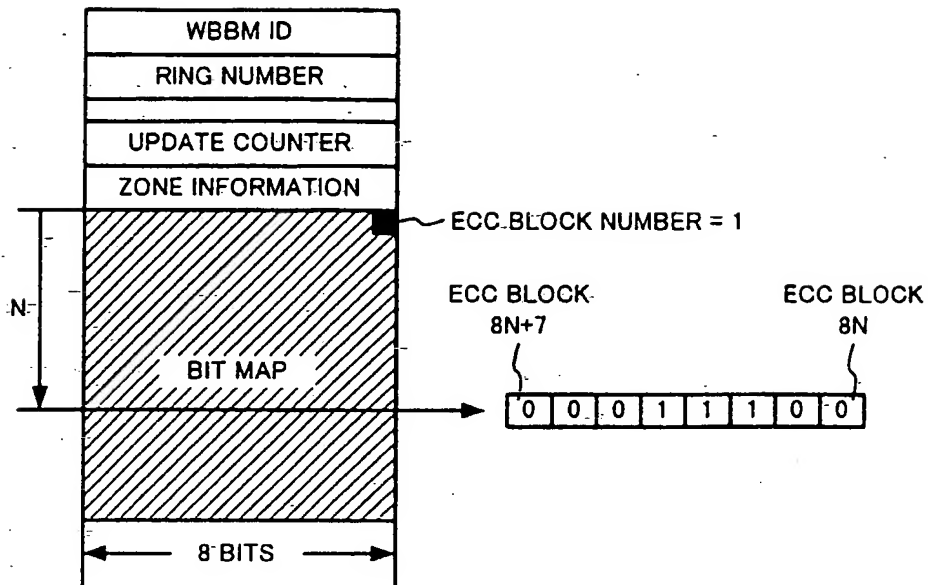 WBBM ID
RING NUMBER
UPDATE COUNTER
ZONE INFORMATION
ECC BLOCK NUMBER = 1
N
ECC BLOCK
8N+7
ECC BLOCK
8N
BIT MAP
0 0 0 1 1 1 0 0
8 BITS